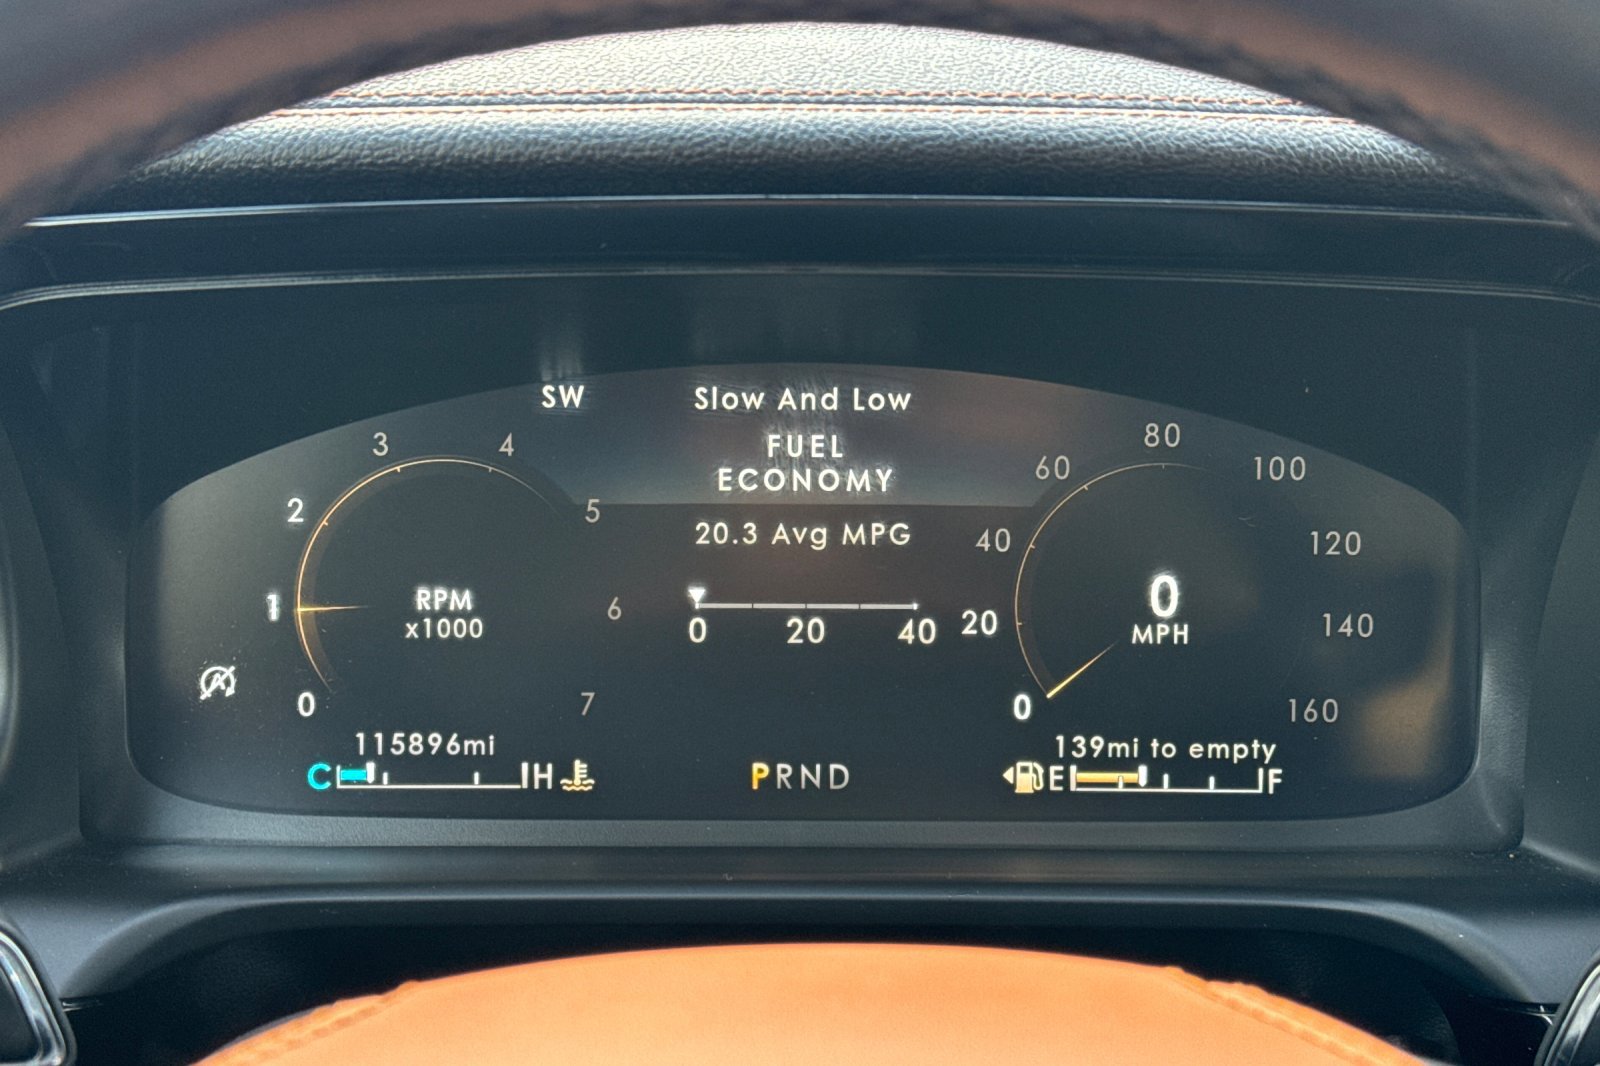 SW
Slow And Low
FUEL
ECONOMY
20.3 Avg MPG
0 20 40
0 1 2 3 4 5 6 7
RPM
x1000
0 20 40 60 80 100 120 140 160
0
MPH
A
115896mi
C H
PRND
139mi to empty
E F